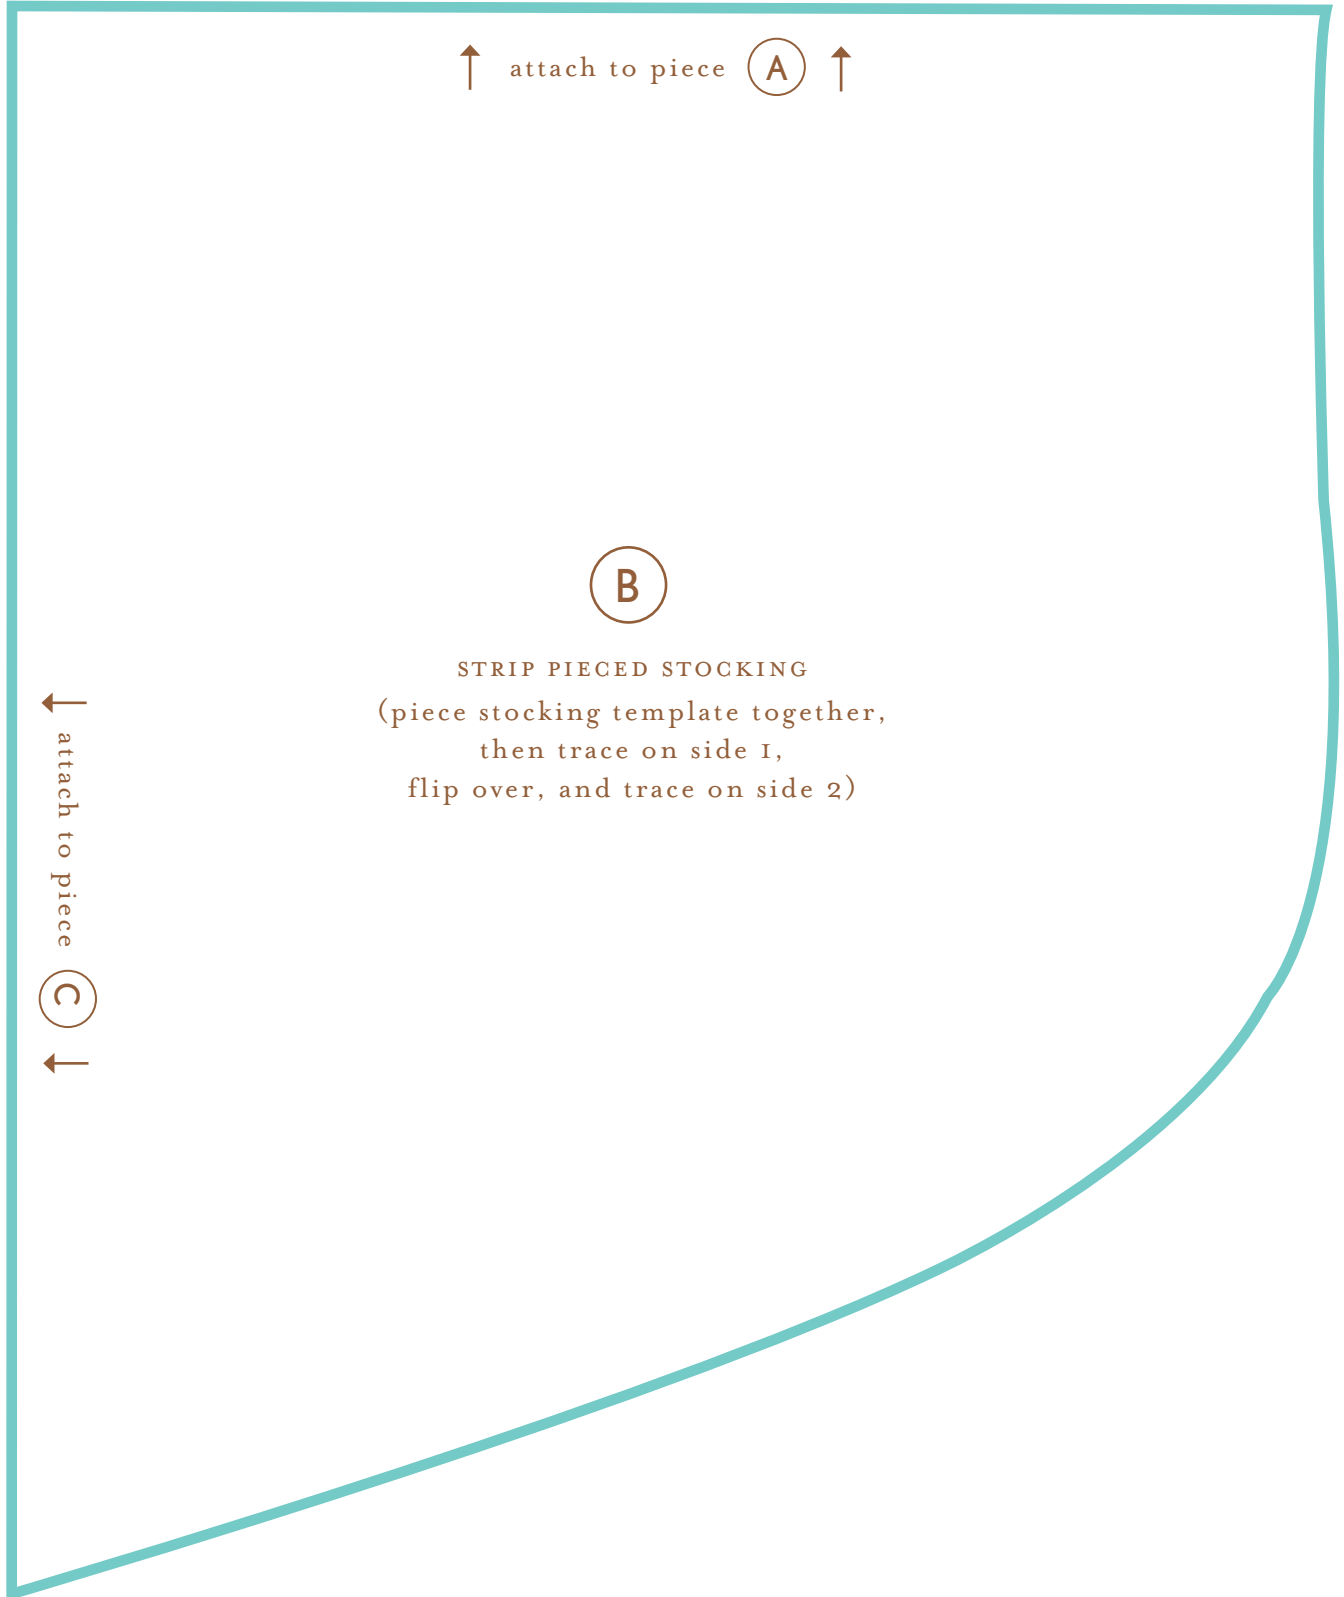 attach to piece A
B
STRIP PIECED STOCKING
(piece stocking template together,
then trace on side 1,
flip over, and trace on side 2)
attach to piece C